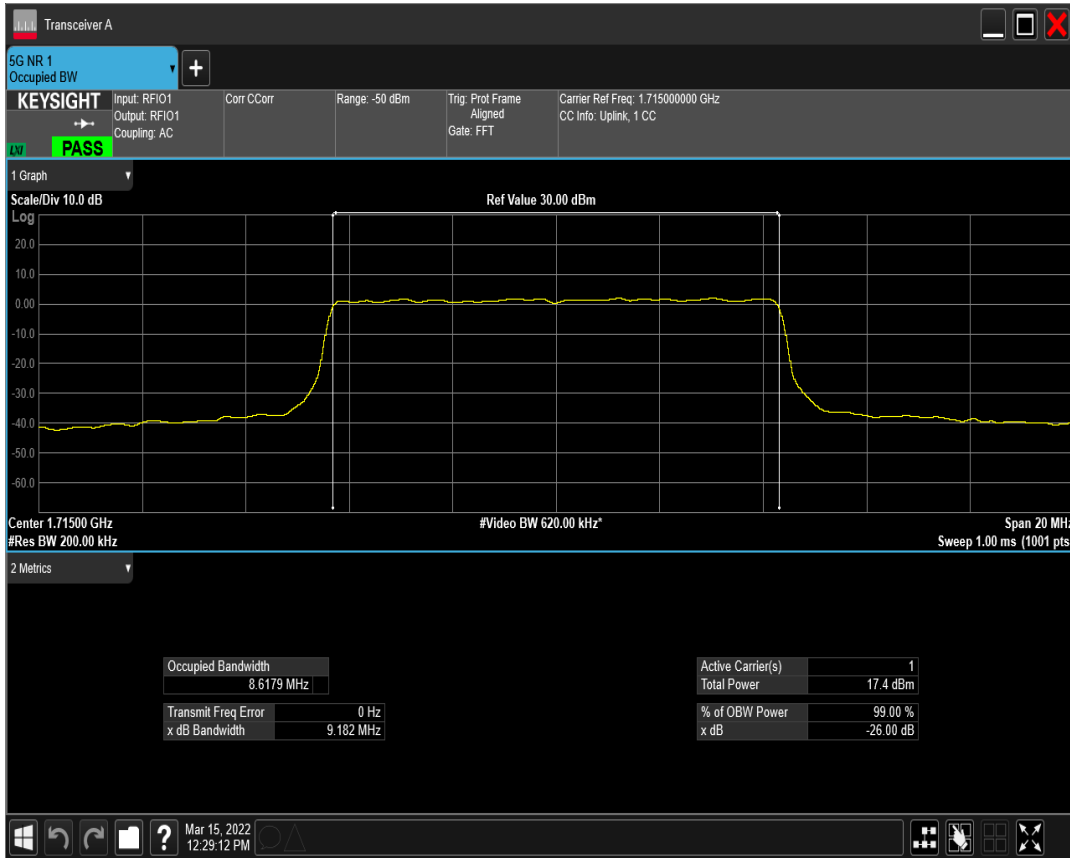 Transceiver A
5G NR 1
Occupied BW
+
KEYSIGHT
LXI
PASS
Input: RFIO1
Output: RFIO1
Coupling: AC
Corr CCorr
Range: -50 dBm
Trig: Prot Frame
Aligned
Gate: FFT
Carrier Ref Freq: 1.715000000 GHz
CC Info: Uplink, 1 CC
1 Graph
Scale/Div 10.0 dB
Ref Value 30.00 dBm
Log
20.0
10.0
0.00
-10.0
-20.0
-30.0
-40.0
-50.0
-60.0
Center 1.71500 GHz
#Video BW 620.00 kHz*
Span 20 MHz
#Res BW 200.00 kHz
Sweep 1.00 ms (1001 pts
2 Metrics
Occupied Bandwidth
8.6179 MHz
Transmit Freq Error 0 Hz
x dB Bandwidth 9.182 MHz
Active Carrier(s) 1
Total Power 17.4 dBm
% of OBW Power 99.00 %
x dB -26.00 dB
?
Mar 15, 2022
12:29:12 PM